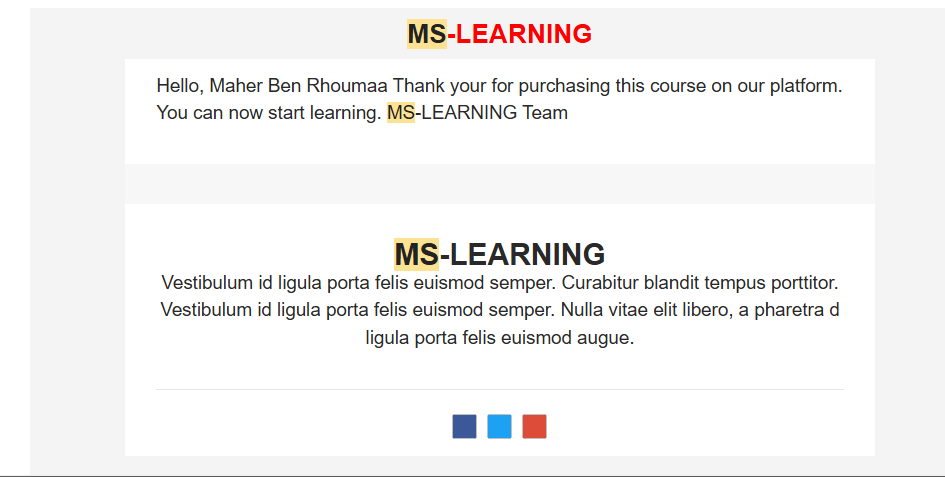 MS-LEARNING
Hello, Maher Ben Rhoumaa Thank your for purchasing this course on our platform.
You can now start learning. MS-LEARNING Team
MS-LEARNING
Vestibulum id ligula porta felis euismod semper. Curabitur blandit tempus porttitor.
Vestibulum id ligula porta felis euismod semper. Nulla vitae elit libero, a pharetra d
ligula porta felis euismod augue.